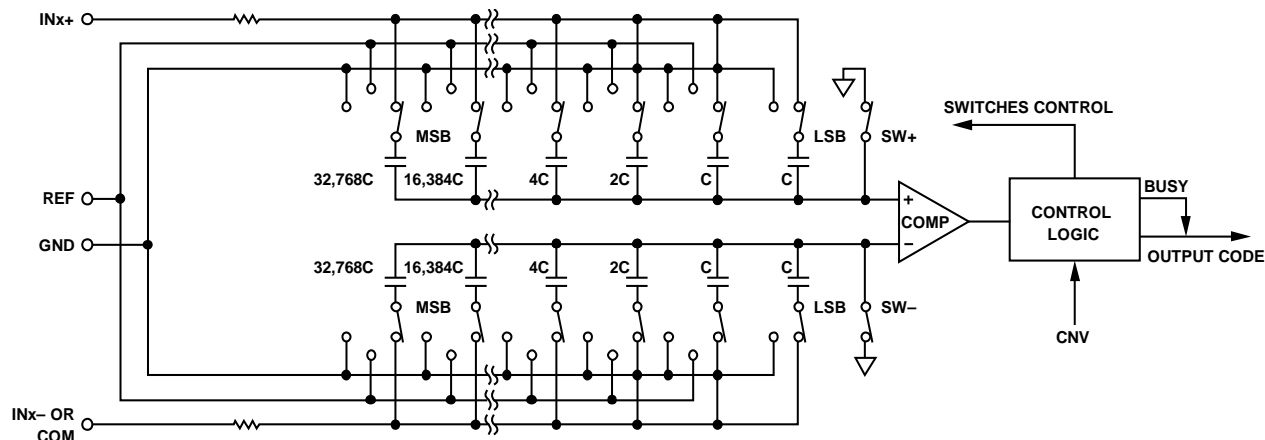 INx+
SWITCHES CONTROL
MSB
LSB
SW+
32,768C
16,384C
4C
2C
C
C
BUSY
REF
+
COMP
CONTROL
LOGIC
GND
–
OUTPUT CODE
32,768C
16,384C
4C
2C
C
C
MSB
LSB
SW–
CNV
INx– OR
COM